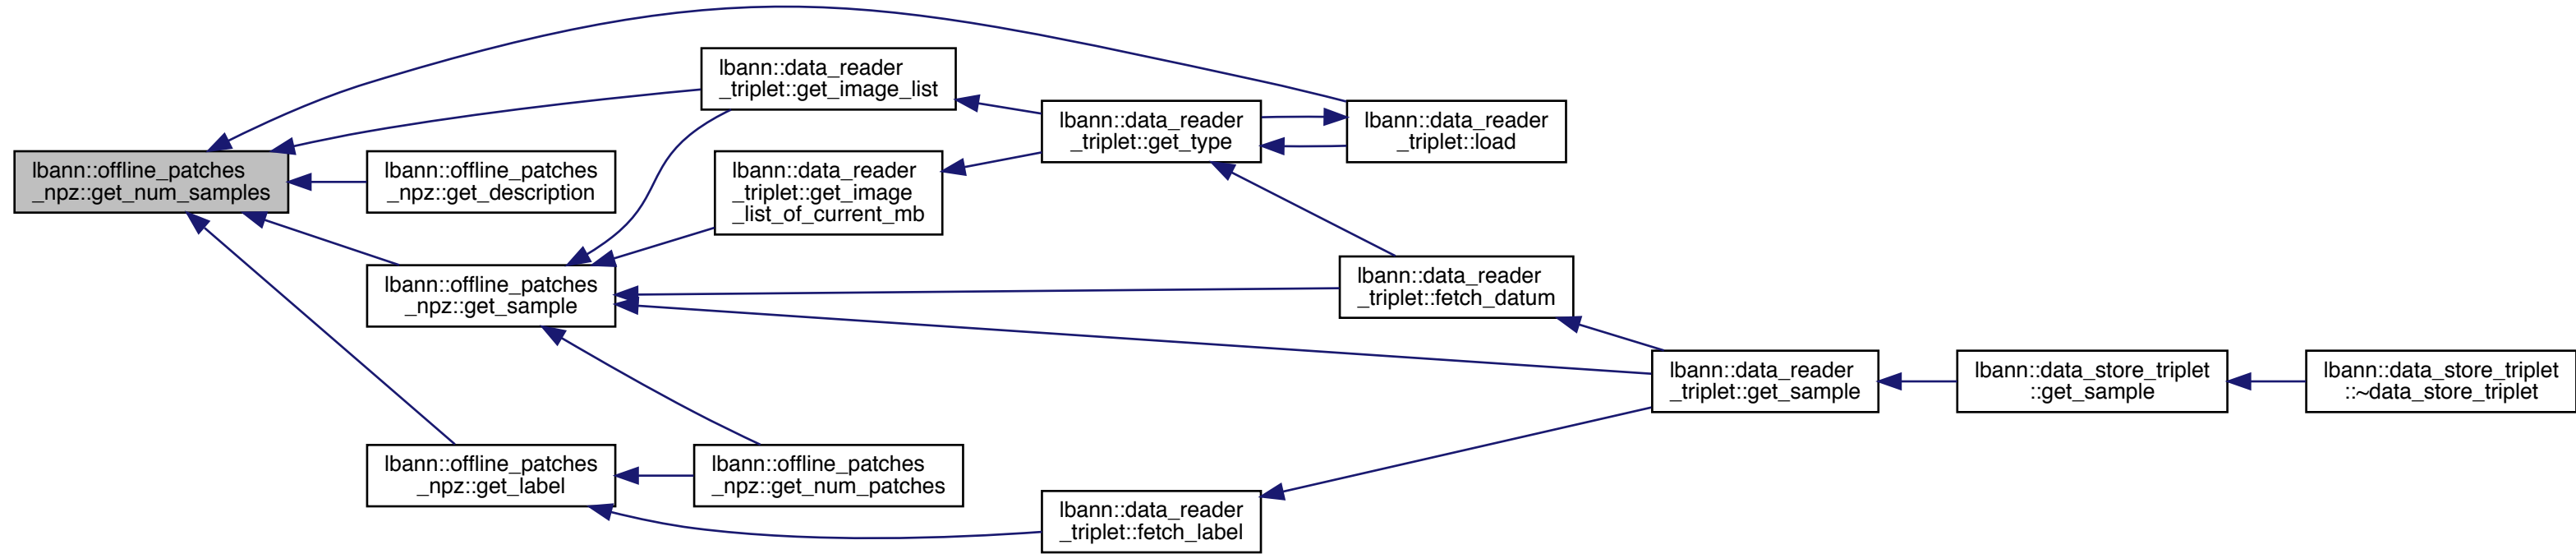 lbann::offline_patches
_npz::get_num_samples
lbann::data_reader
_triplet::get_image_list
lbann::offline_patches
_npz::get_description
lbann::data_reader
_triplet::get_image
_list_of_current_mb
lbann::data_reader
_triplet::get_type
lbann::data_reader
_triplet::load
lbann::offline_patches
_npz::get_sample
lbann::data_reader
_triplet::fetch_datum
lbann::data_reader
_triplet::get_sample
lbann::data_store_triplet
::get_sample
lbann::data_store_triplet
::~data_store_triplet
lbann::offline_patches
_npz::get_label
lbann::offline_patches
_npz::get_num_patches
lbann::data_reader
_triplet::fetch_label